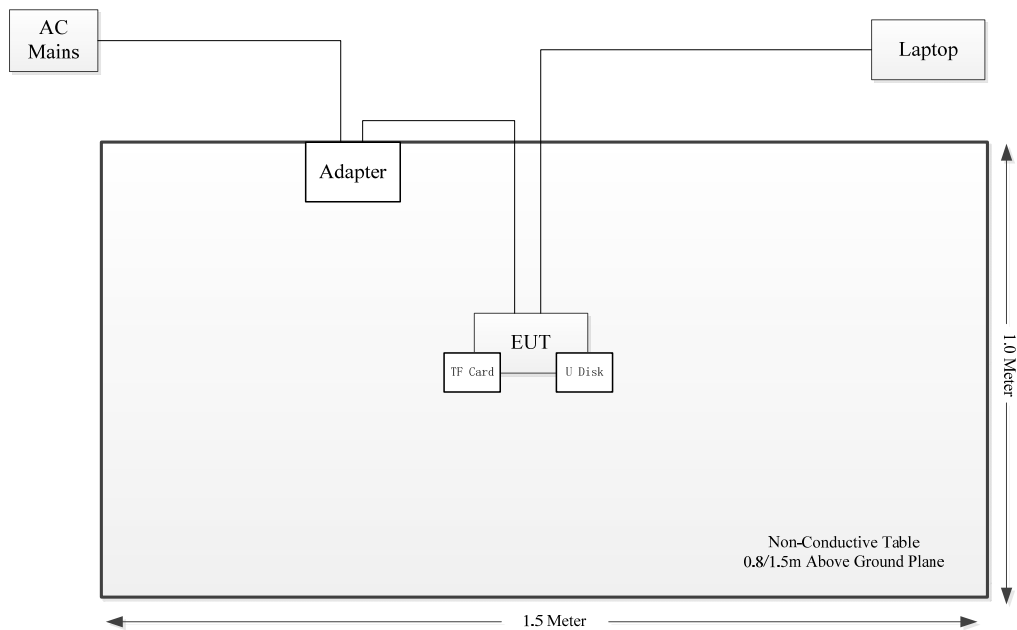 AC
Mains
Laptop
Adapter
EUT
TF Card
U Disk
1.0 Meter
Non-Conductive Table
0.8/1.5m Above Ground Plane
1.5 Meter